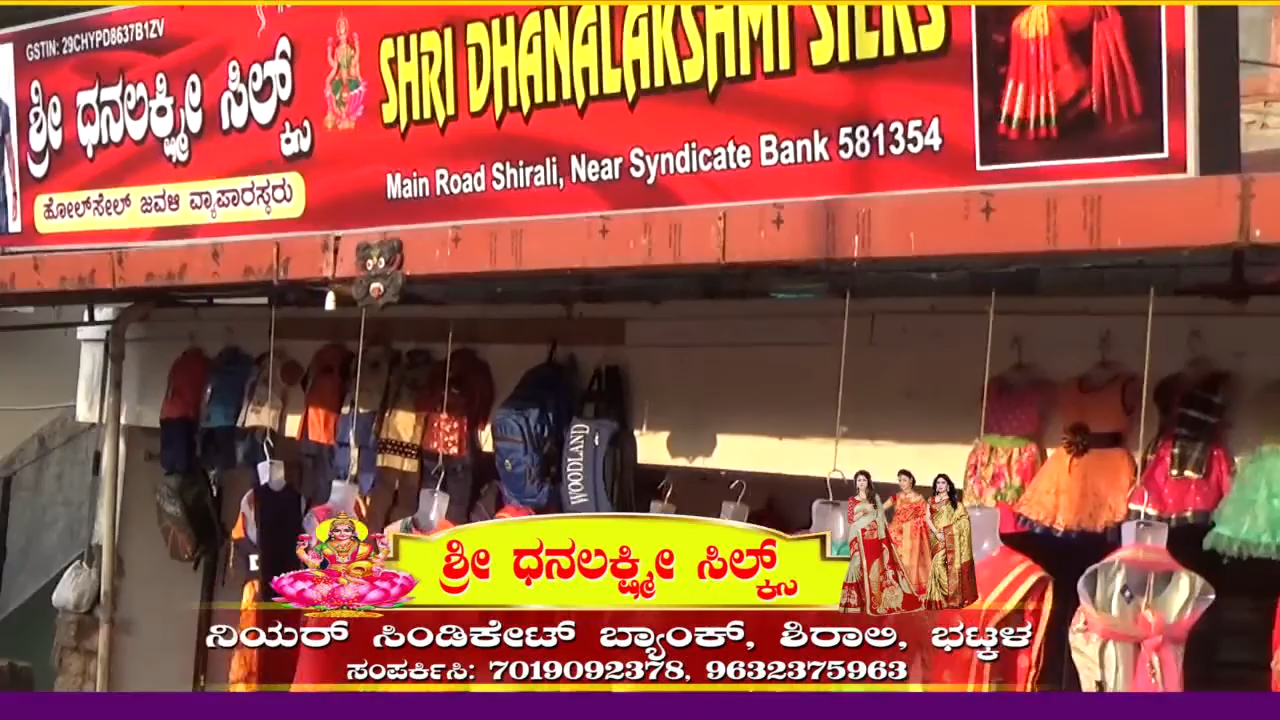 GSTIN: 29CHYPD8637B1ZV
ಶ್ರೀ ಧನಲಕ್ಷ್ಮೀ ಸಿಲ್ಕ್ಸ್
ಹೋಲ್‌ಸೇಲ್ ಜವಳಿ ವ್ಯಾಪಾರಸ್ಥರು
SHRI DHANALAKSHMI SILKS
Main Road Shirali, Near Syndicate Bank 581354
WOODLAND
ಶ್ರೀ ಧನಲಕ್ಷ್ಮೀ ಸಿಲ್ಕ್ಸ್
ನಿಯರ್ ಸಿಂಡಿಕೇಟ್ ಬ್ಯಾಂಕ್, ಶಿರಾಲಿ, ಭಟ್ಕಳ
ಸಂಪರ್ಕಿಸಿ: 7019092378, 9632375963